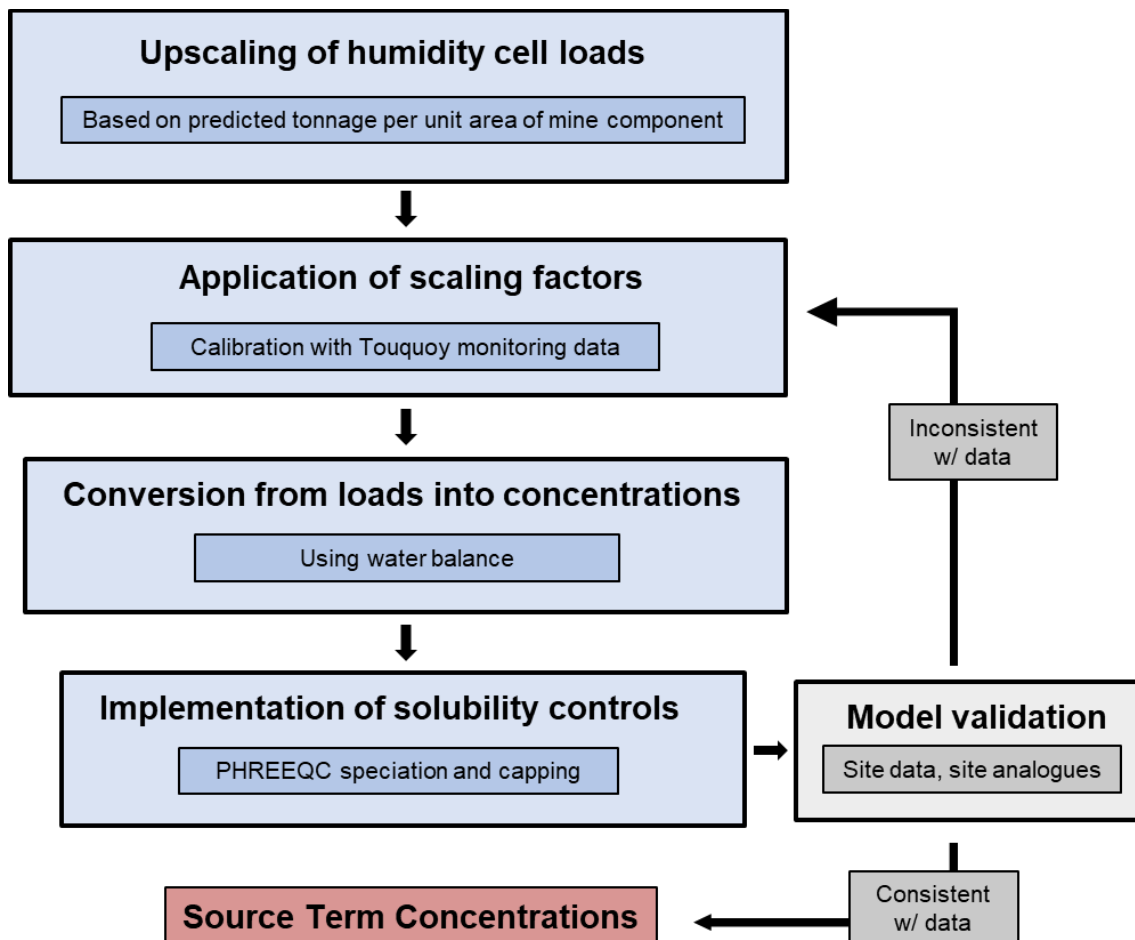 Upscaling of humidity cell loads
Based on predicted tonnage per unit area of mine component
Application of scaling factors
Calibration with Touquoy monitoring data
Inconsistent
w/ data
Conversion from loads into concentrations
Using water balance
Implementation of solubility controls
PHREEQC speciation and capping
Model validation
Site data, site analogues
Consistent
w/ data
Source Term Concentrations